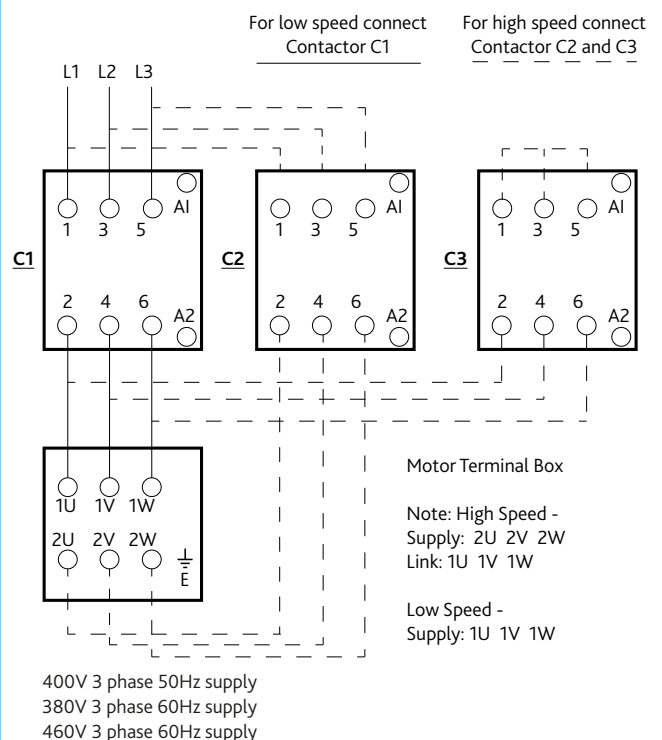 For low speed connect
Contactor C1
For high speed connect
Contactor C2 and C3
L1 L2 L3
AI AI AI
1 3 5 1 3 5 1 3 5
C1 C2 C3
2 4 6 2 4 6 2 4 6
A2 A2 A2
Motor Terminal Box
1U 1V 1W
Note: High Speed -
Supply: 2U 2V 2W
Link: 1U 1V 1W
2U 2V 2W
E
Low Speed -
Supply: 1U 1V 1W
400V 3 phase 50Hz supply
380V 3 phase 60Hz supply
460V 3 phase 60Hz supply